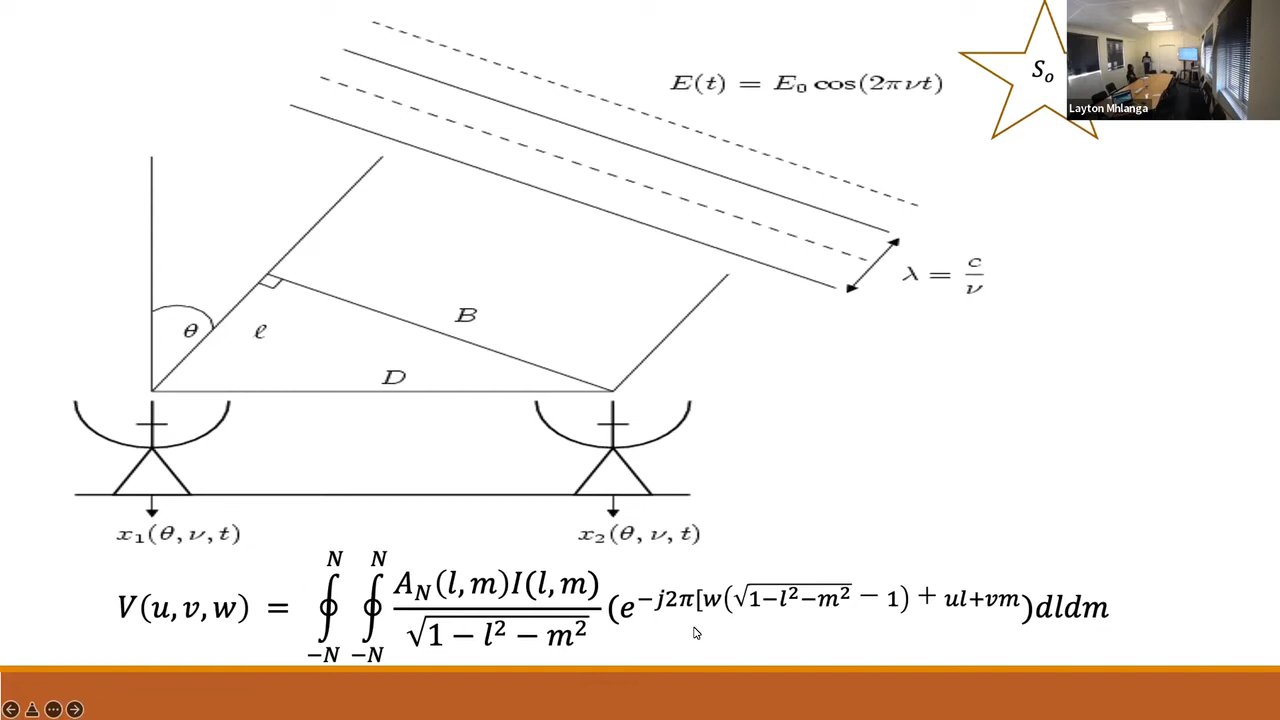 E(t) = E₀ cos(2πνt)
Sₒ
Layton Mhlanga
λ = c/ν
θ
ℓ
B
D
x₁(θ, ν, t)
x₂(θ, ν, t)
V(u, v, w) = ∮_{-N}^{N} ∮_{-N}^{N} A_N(l, m)I(l, m)/√(1 − l² − m²) (e^{−j2π[w(√(1−l²−m²) − 1) + ul+vm})dldm